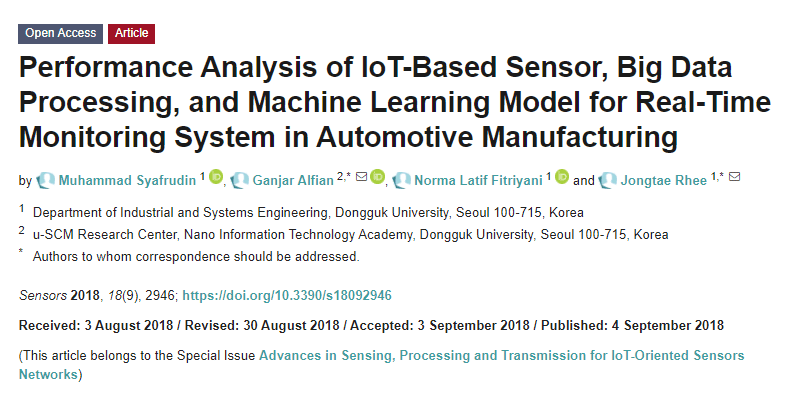 Open Access Article
Performance Analysis of IoT-Based Sensor, Big Data
Processing, and Machine Learning Model for Real-Time
Monitoring System in Automotive Manufacturing
by Muhammad Syafrudin 1 iD, Ganjar Alfian 2,* iD, Norma Latif Fitriyani 1 iD and Jongtae Rhee 1,*
1 Department of Industrial and Systems Engineering, Dongguk University, Seoul 100-715, Korea
2 u-SCM Research Center, Nano Information Technology Academy, Dongguk University, Seoul 100-715, Korea
* Authors to whom correspondence should be addressed.
Sensors 2018, 18(9), 2946; https://doi.org/10.3390/s18092946
Received: 3 August 2018 / Revised: 30 August 2018 / Accepted: 3 September 2018 / Published: 4 September 2018
(This article belongs to the Special Issue Advances in Sensing, Processing and Transmission for IoT-Oriented Sensors
Networks)